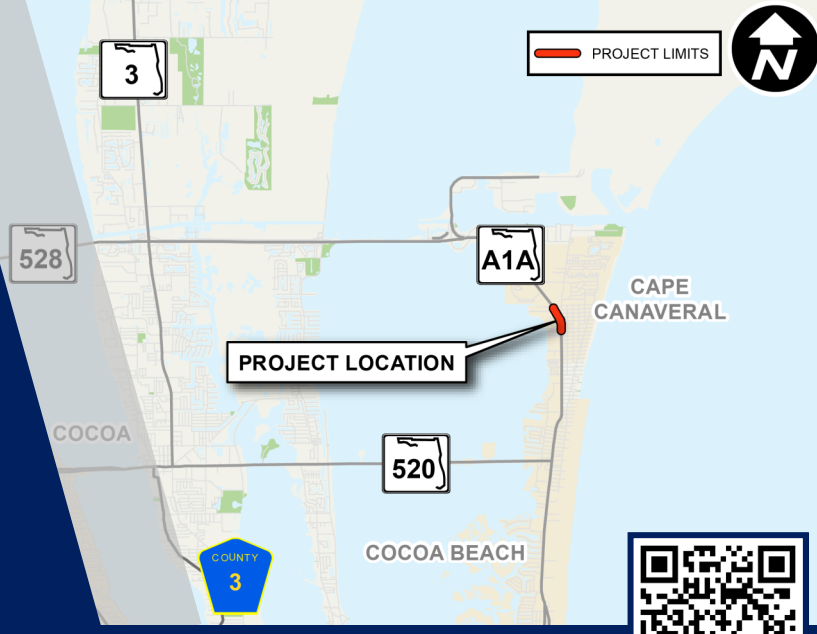 3
PROJECT LIMITS
N
528
A1A
CAPE
CANAVERAL
PROJECT LOCATION
COCOA
520
COCOA BEACH
COUNTY
3